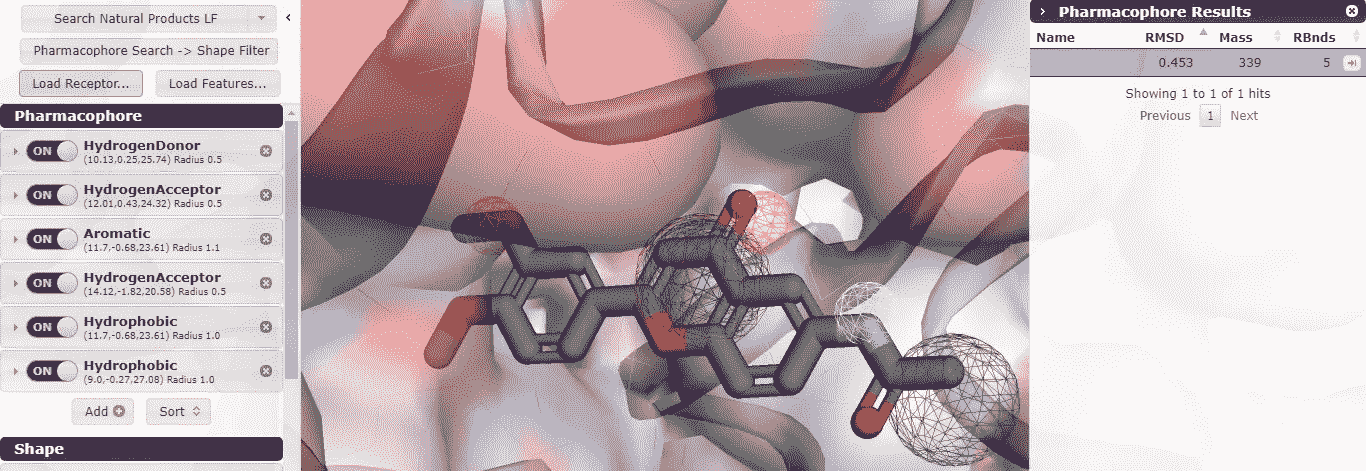 Search Natural Products LF
Pharmacophore Search -> Shape Filter
Load Receptor...
Load Features...
Pharmacophore
ON HydrogenDonor
(10.13,0.25,25.74) Radius 0.5
ON HydrogenAcceptor
(12.01,0.43,24.32) Radius 0.5
ON Aromatic
(11.7,-0.68,23.61) Radius 1.1
ON HydrogenAcceptor
(14.12,-1.82,20.58) Radius 0.5
ON Hydrophobic
(11.7,-0.68,23.61) Radius 1.0
ON Hydrophobic
(9.0,-0.27,27.08) Radius 1.0
Add
Sort
Shape
Pharmacophore Results
Name RMSD Mass RBnds
0.453 339 5
Showing 1 to 1 of 1 hits
Previous 1 Next